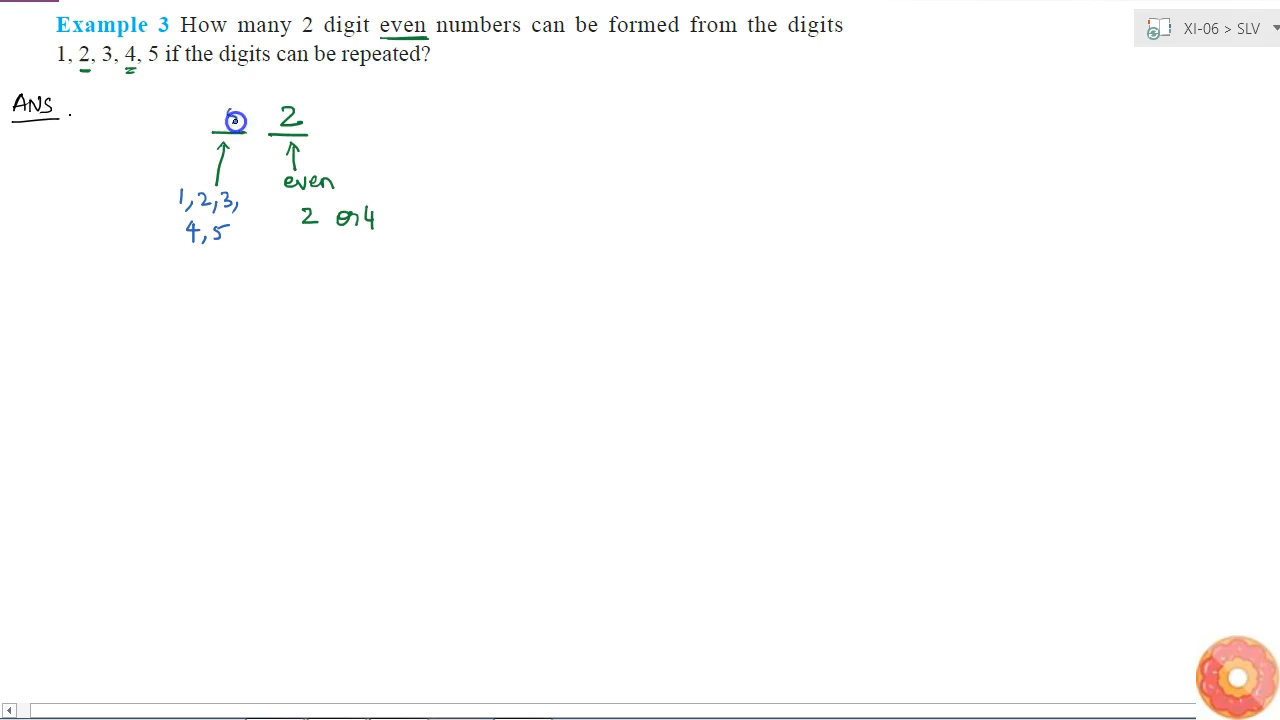 Example 3 How many 2 digit even numbers can be formed from the digits
1, 2, 3, 4, 5 if the digits can be repeated?
XI-06 > SLV
ANS.
2
even
1, 2, 3,
2 or 4
4, 5